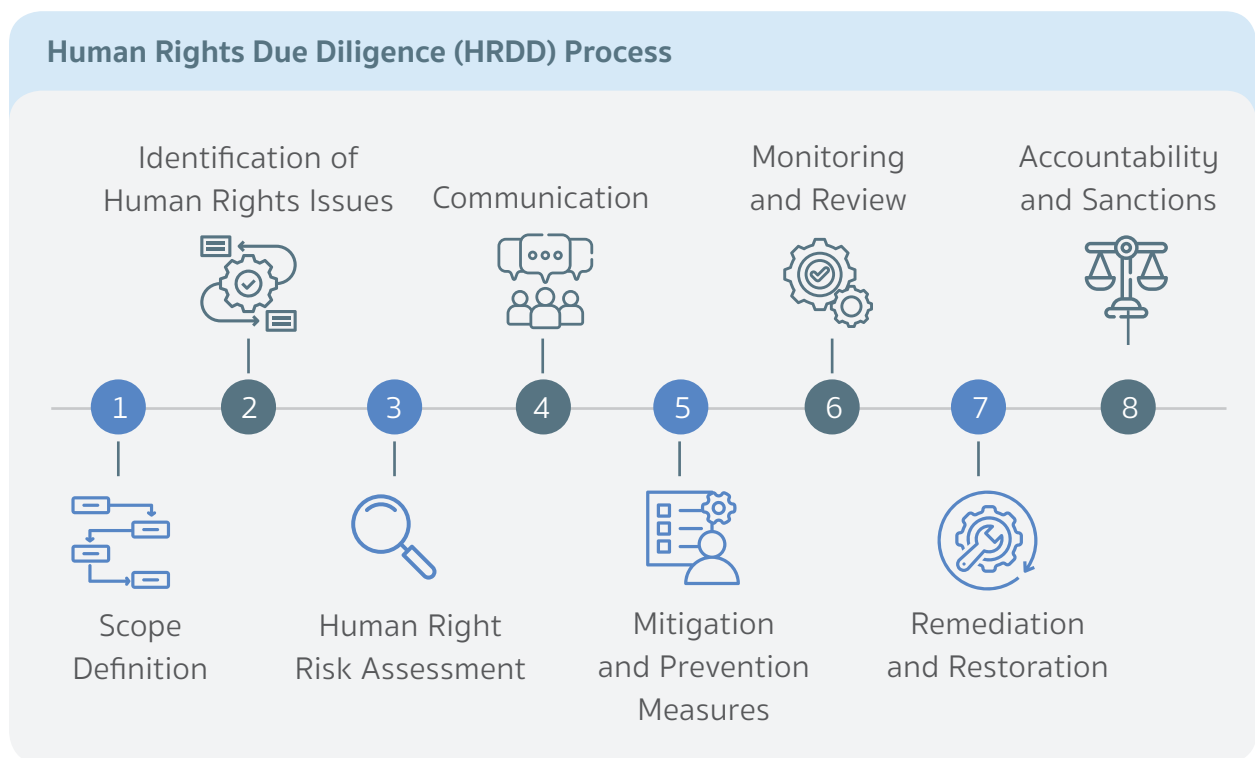 Human Rights Due Diligence (HRDD) Process
Identification of
Human Rights Issues
Communication
Monitoring
and Review
Accountability
and Sanctions
1
2
3
4
5
6
7
8
Scope
Definition
Human Right
Risk Assessment
Mitigation
and Prevention
Measures
Remediation
and Restoration